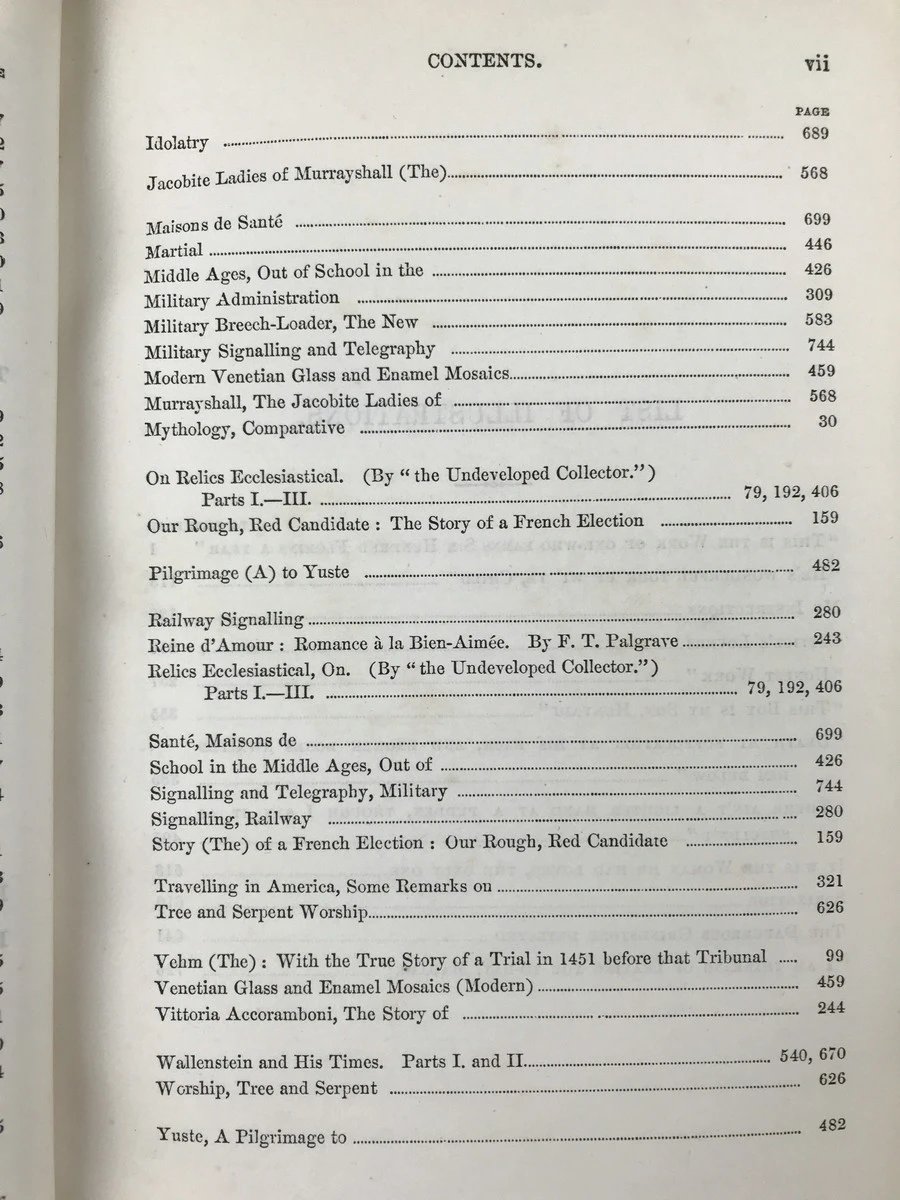 CONTENTS. vii
PAGE
Idolatry 689
Jacobite Ladies of Murrayshall (The) 568
Maisons de Santé 699
Martial 446
Middle Ages, Out of School in the 426
Military Administration 309
Military Breech-Loader, The New 583
Military Signalling and Telegraphy 744
Modern Venetian Glass and Enamel Mosaics 459
Murrayshall, The Jacobite Ladies of 568
Mythology, Comparative 30
On Relics Ecclesiastical. (By “the Undeveloped Collector.”)
Parts I.—III. 79, 192, 406
Our Rough, Red Candidate : The Story of a French Election 159
Pilgrimage (A) to Yuste 482
Railway Signalling 280
Reine d’Amour : Romance à la Bien-Aimée. By F. T. Palgrave 243
Relics Ecclesiastical, On. (By “the Undeveloped Collector.”)
Parts I.—III. 79, 192, 406
Santé, Maisons de 699
School in the Middle Ages, Out of 426
Signalling and Telegraphy, Military 744
Signalling, Railway 280
Story (The) of a French Election : Our Rough, Red Candidate 159
Travelling in America, Some Remarks on 321
Tree and Serpent Worship 626
Vehm (The) : With the True Story of a Trial in 1451 before that Tribunal 99
Venetian Glass and Enamel Mosaics (Modern) 459
Vittoria Accoramboni, The Story of 244
Wallenstein and His Times. Parts I. and II. 540, 670
Worship, Tree and Serpent 626
Yuste, A Pilgrimage to 482